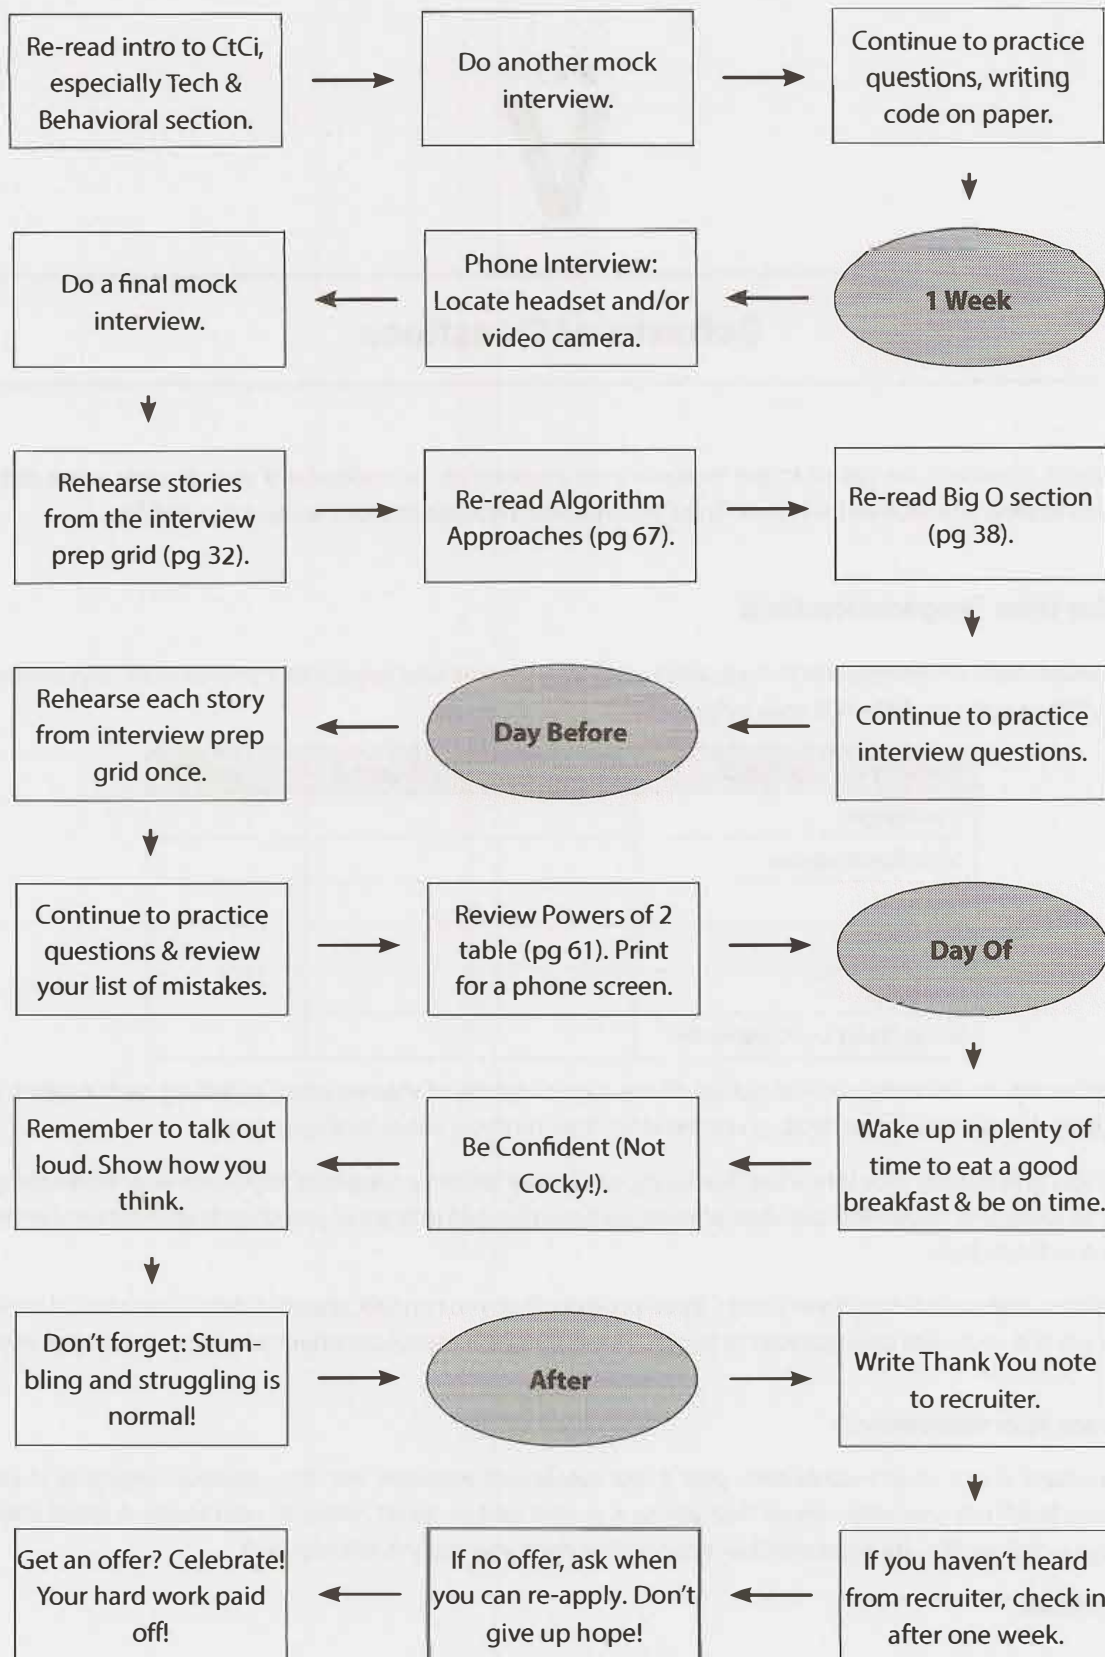 Re-read intro to CtCi,
especially Tech &
Behavioral section.
Do another mock
interview.
Continue to practice
questions, writing
code on paper.
1 Week
Phone Interview:
Locate headset and/or
video camera.
Do a final mock
interview.
Rehearse stories
from the interview
prep grid (pg 32).
Re-read Algorithm
Approaches (pg 67).
Re-read Big O section
(pg 38).
Continue to practice
interview questions.
Day Before
Rehearse each story
from interview prep
grid once.
Continue to practice
questions & review
your list of mistakes.
Review Powers of 2
table (pg 61). Print
for a phone screen.
Day Of
Wake up in plenty of
time to eat a good
breakfast & be on time.
Be Confident (Not
Cocky!).
Remember to talk out
loud. Show how you
think.
Don't forget: Stum-
bling and struggling is
normal!
After
Write Thank You note
to recruiter.
If you haven't heard
from recruiter, check in
after one week.
If no offer, ask when
you can re-apply. Don't
give up hope!
Get an offer? Celebrate!
Your hard work paid
off!